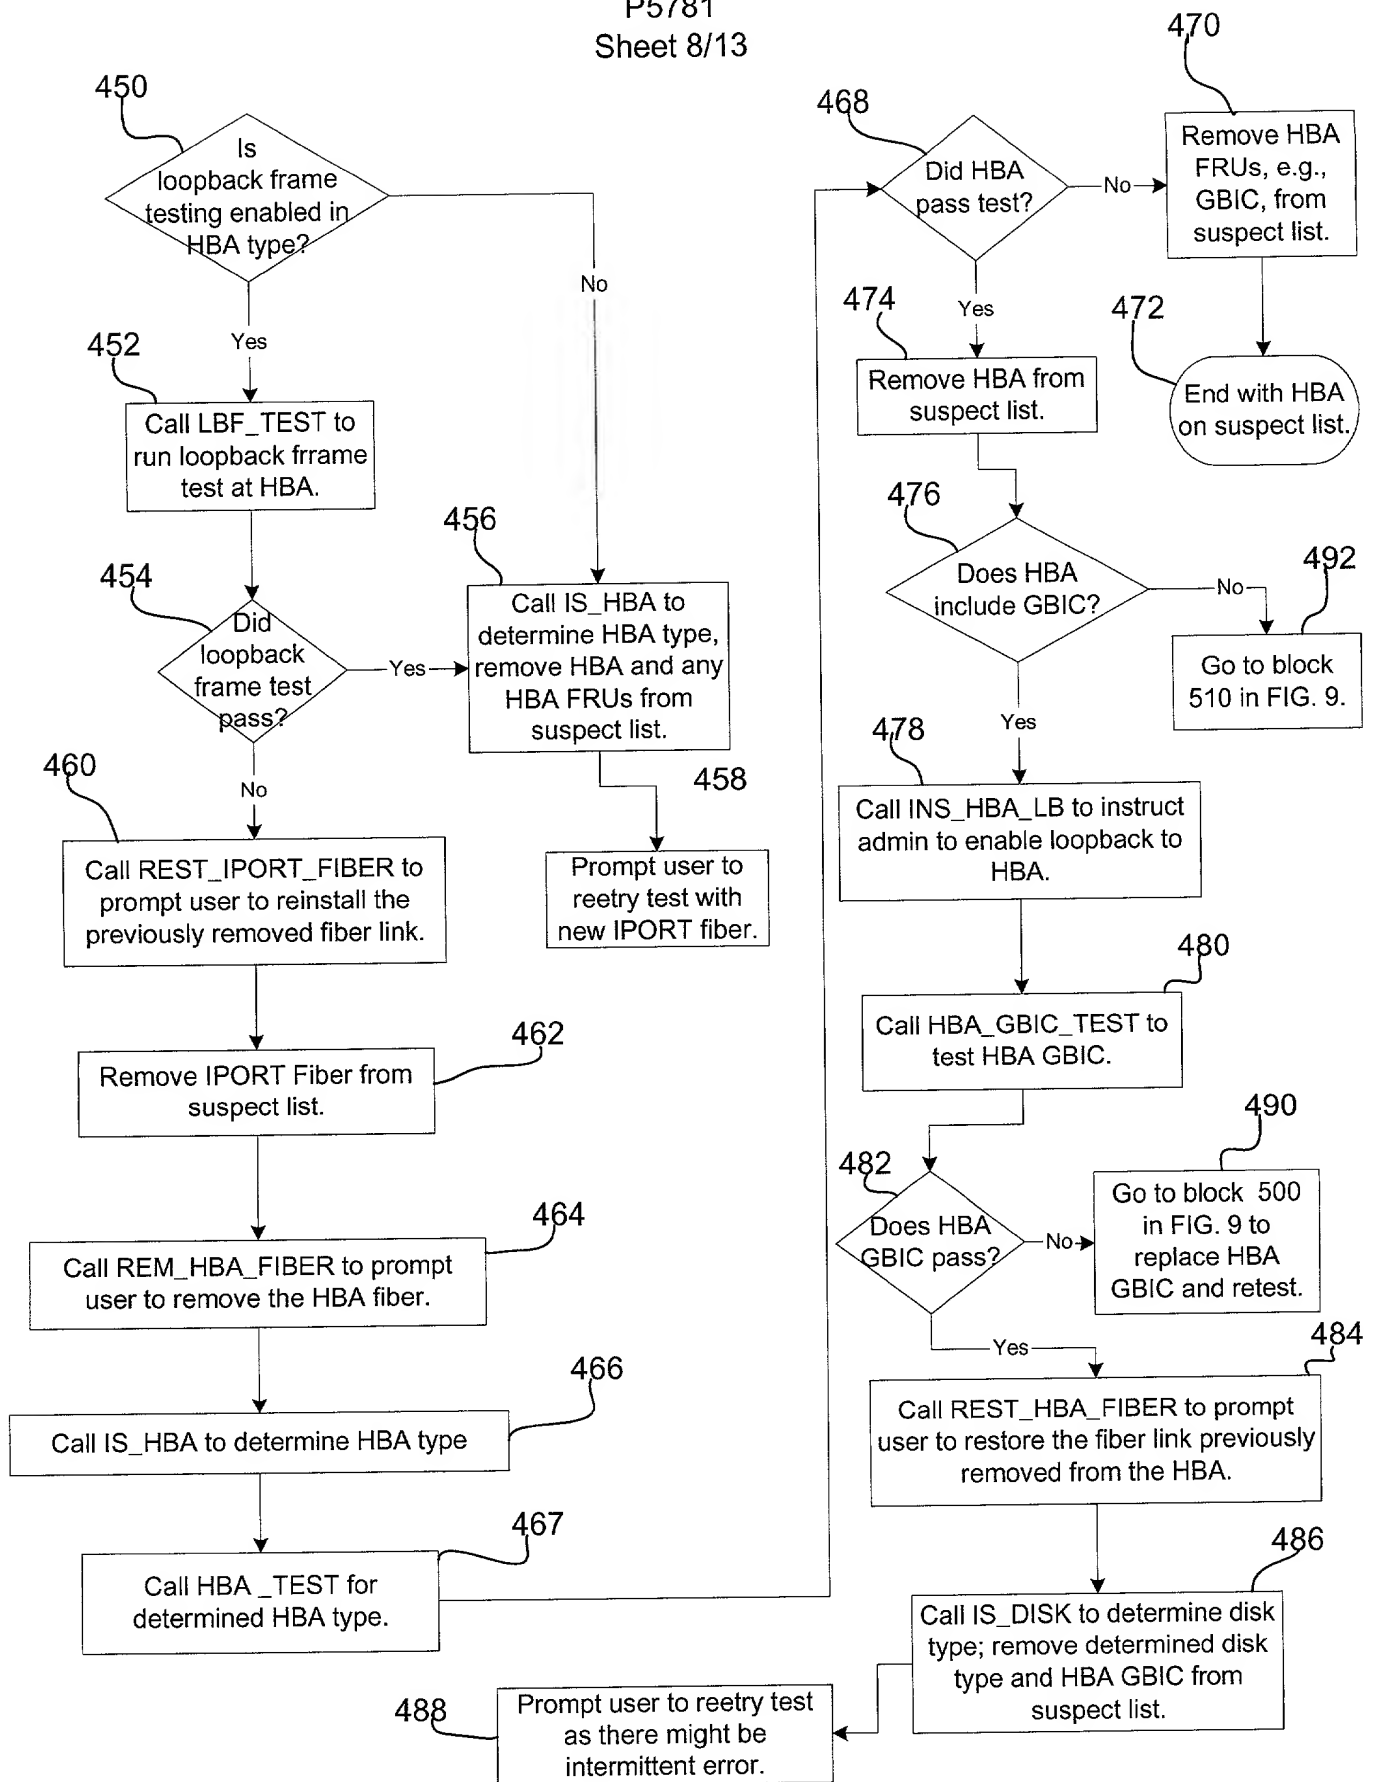 P5781
Sheet 8/13
450
Is
loopback frame
testing enabled in
HBA type?
No
Yes
452
Call LBF_TEST to
run loopback frrame
test at HBA.
454
Did
loopback
frame test
pass?
Yes
456
Call IS_HBA to
determine HBA type,
remove HBA and any
HBA FRUs from
suspect list.
458
Prompt user to
reetry test with
new IPORT fiber.
No
460
Call REST_IPORT_FIBER to
prompt user to reinstall the
previously removed fiber link.
462
Remove IPORT Fiber from
suspect list.
464
Call REM_HBA_FIBER to prompt
user to remove the HBA fiber.
466
Call IS_HBA to determine HBA type
467
Call HBA _TEST for
determined HBA type.
468
Did HBA
pass test?
No
470
Remove HBA
FRUs, e.g.,
GBIC, from
suspect list.
472
End with HBA
on suspect list.
Yes
474
Remove HBA from
suspect list.
476
Does HBA
include GBIC?
No
492
Go to block
510 in FIG. 9.
Yes
478
Call INS_HBA_LB to instruct
admin to enable loopback to
HBA.
480
Call HBA_GBIC_TEST to
test HBA GBIC.
482
Does HBA
GBIC pass?
No
490
Go to block 500
in FIG. 9 to
replace HBA
GBIC and retest.
Yes
484
Call REST_HBA_FIBER to prompt
user to restore the fiber link previously
removed from the HBA.
486
Call IS_DISK to determine disk
type; remove determined disk
type and HBA GBIC from
suspect list.
488
Prompt user to reetry test
as there might be
intermittent error.